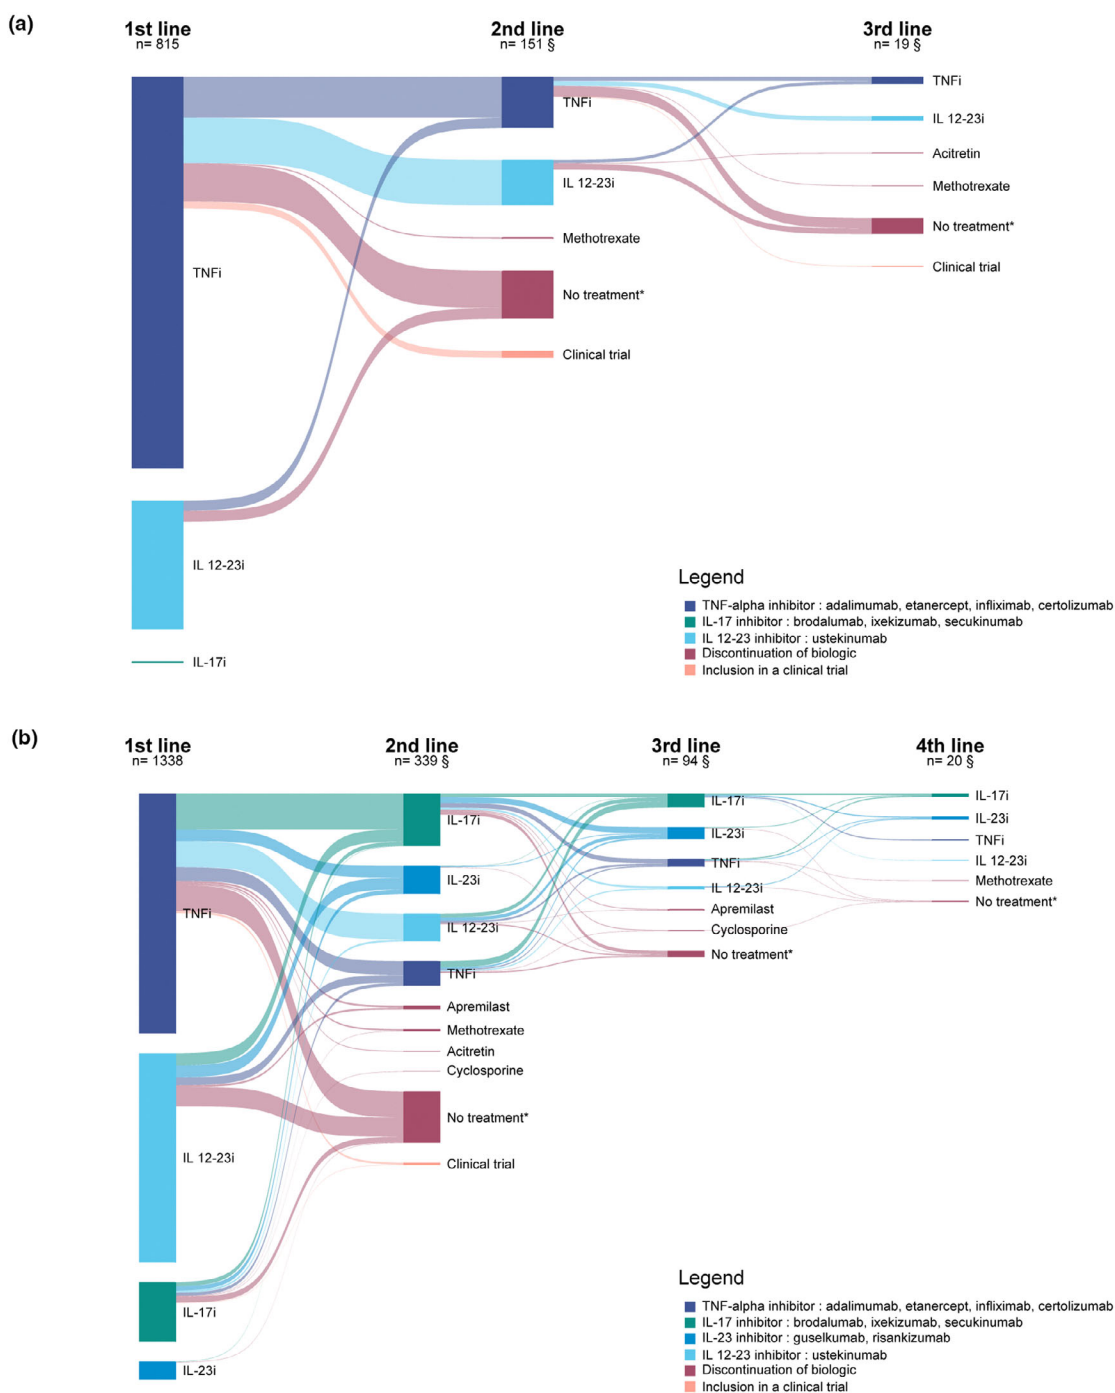 (a)
1st line
n= 815
2nd line
n= 151 §
3rd line
n= 19 §
TNFi
IL 12-23i
IL-17i
TNFi
IL 12-23i
Methotrexate
No treatment*
Clinical trial
TNFi
IL 12-23i
Acitretin
Methotrexate
No treatment*
Clinical trial
Legend
TNF-alpha inhibitor : adalimumab, etanercept, infliximab, certolizumab
IL-17 inhibitor : brodalumab, ixekizumab, secukinumab
IL 12-23 inhibitor : ustekinumab
Discontinuation of biologic
Inclusion in a clinical trial
(b)
1st line
n= 1338
2nd line
n= 339 §
3rd line
n= 94 §
4th line
n= 20 §
TNFi
IL 12-23i
IL-17i
IL-23i
IL-17i
IL-23i
IL 12-23i
TNFi
Apremilast
Methotrexate
Acitretin
Cyclosporine
No treatment*
Clinical trial
IL-17i
IL-23i
TNFi
IL 12-23i
Apremilast
Cyclosporine
No treatment*
IL-17i
IL-23i
TNFi
IL 12-23i
Methotrexate
No treatment*
Legend
TNF-alpha inhibitor : adalimumab, etanercept, infliximab, certolizumab
IL-17 inhibitor : brodalumab, ixekizumab, secukinumab
IL-23 inhibitor : guselkumab, risankizumab
IL 12-23 inhibitor : ustekinumab
Discontinuation of biologic
Inclusion in a clinical trial